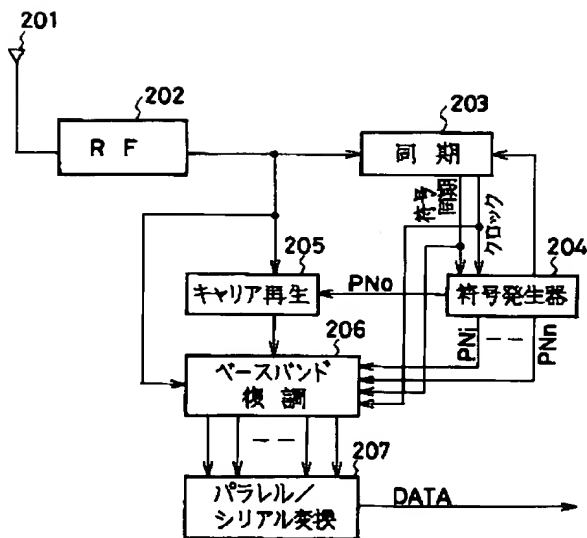 201
202
RF
203
同期
符号同期
クロック
204
符号発生器
205
キャリア再生
PN0
206
ベースバンド
復調
PNi
PNn
207
パラレル/
シリアル変換
DATA